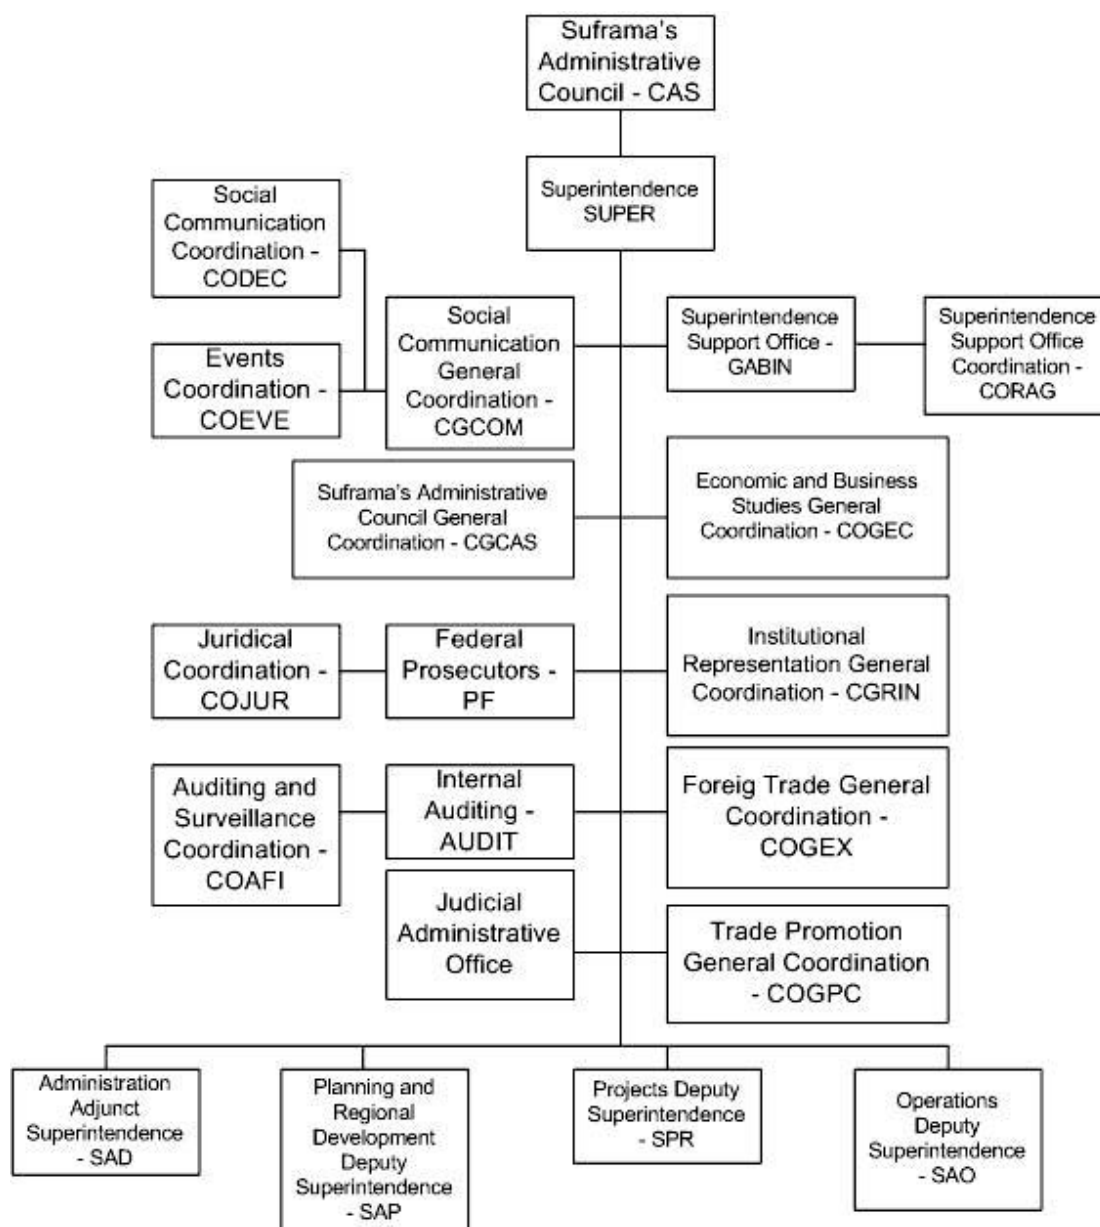 Suframa's
Administrative
Council - CAS
Superintendence
SUPER
Social
Communication
Coordination -
CODEC
Events
Coordination -
COEVE
Social
Communication
General
Coordination -
CGCOM
Superintendence
Support Office -
GABIN
Superintendence
Support Office
Coordination -
CORAG
Suframa's Administrative
Council General
Coordination - CGCAS
Economic and Business
Studies General
Coordination - COGEC
Juridical
Coordination -
COJUR
Federal
Prosecutors -
PF
Institutional
Representation General
Coordination - CGRIN
Auditing and
Surveillance
Coordination -
COAFI
Internal
Auditing -
AUDIT
Foreig Trade General
Coordination -
COGEX
Judicial
Administrative
Office
Trade Promotion
General Coordination
- COGPC
Administration
Adjunct
Superintendence
- SAD
Planning and
Regional
Development
Deputy
Superintendence
- SAP
Projects Deputy
Superintendence
- SPR
Operations
Deputy
Superintendence
- SAO